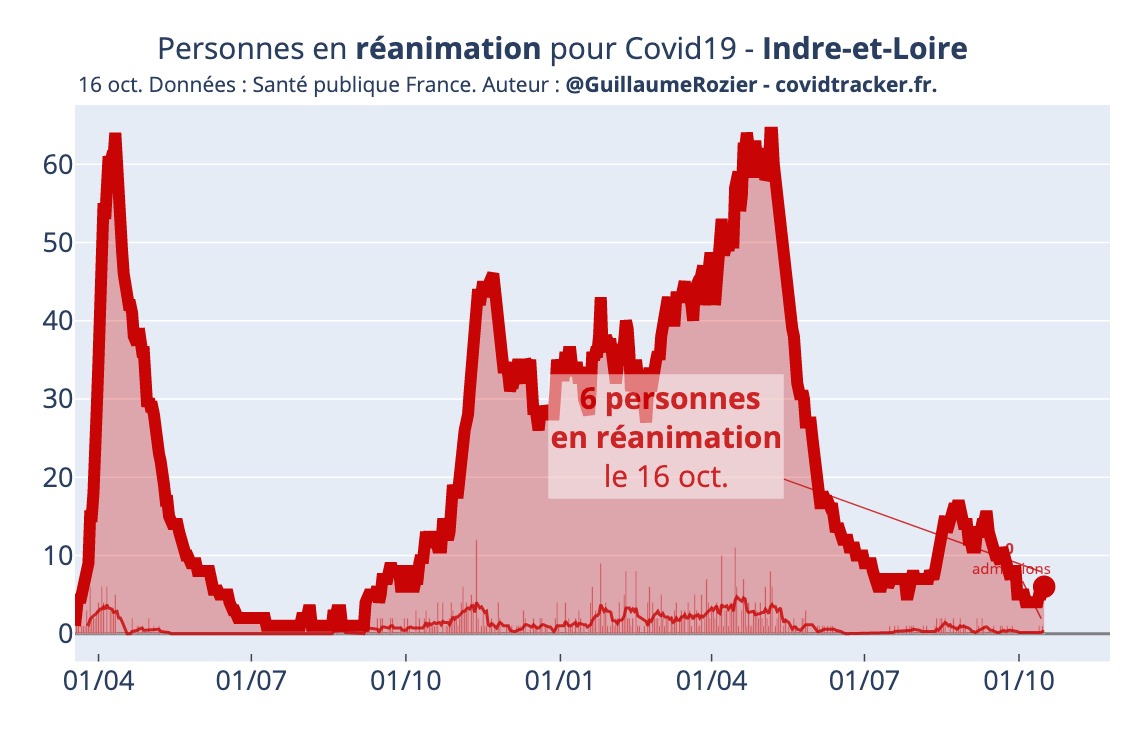 Personnes en réanimation pour Covid19 - Indre-et-Loire
16 oct. Données : Santé publique France. Auteur : @GuillaumeRozier - covidtracker.fr.
60
50
40
30
20
10
0
6 personnes
en réanimation
le 16 oct.
0
admissions
01/04
01/07
01/10
01/01
01/04
01/07
01/10